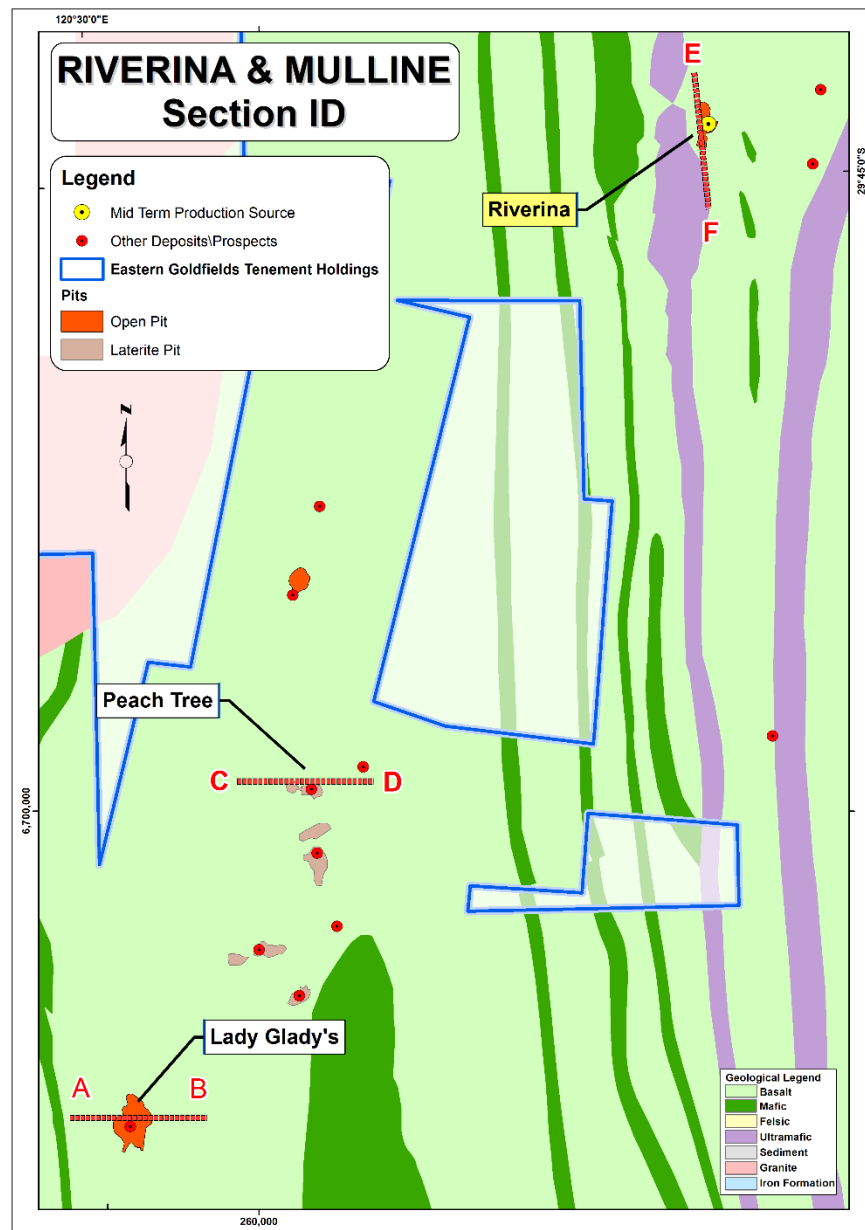 120°30'0"E
RIVERINA & MULLINE
Section ID
Legend
Mid Term Production Source
Other Deposits\Prospects
Eastern Goldfields Tenement Holdings
Pits
Open Pit
Laterite Pit
E
29°45'0"S
Riverina
F
N
Peach Tree
C
D
6,700,000
Lady Glady's
A
B
Geological Legend
Basalt
Mafic
Felsic
Ultramafic
Sediment
Granite
Iron Formation
260,000